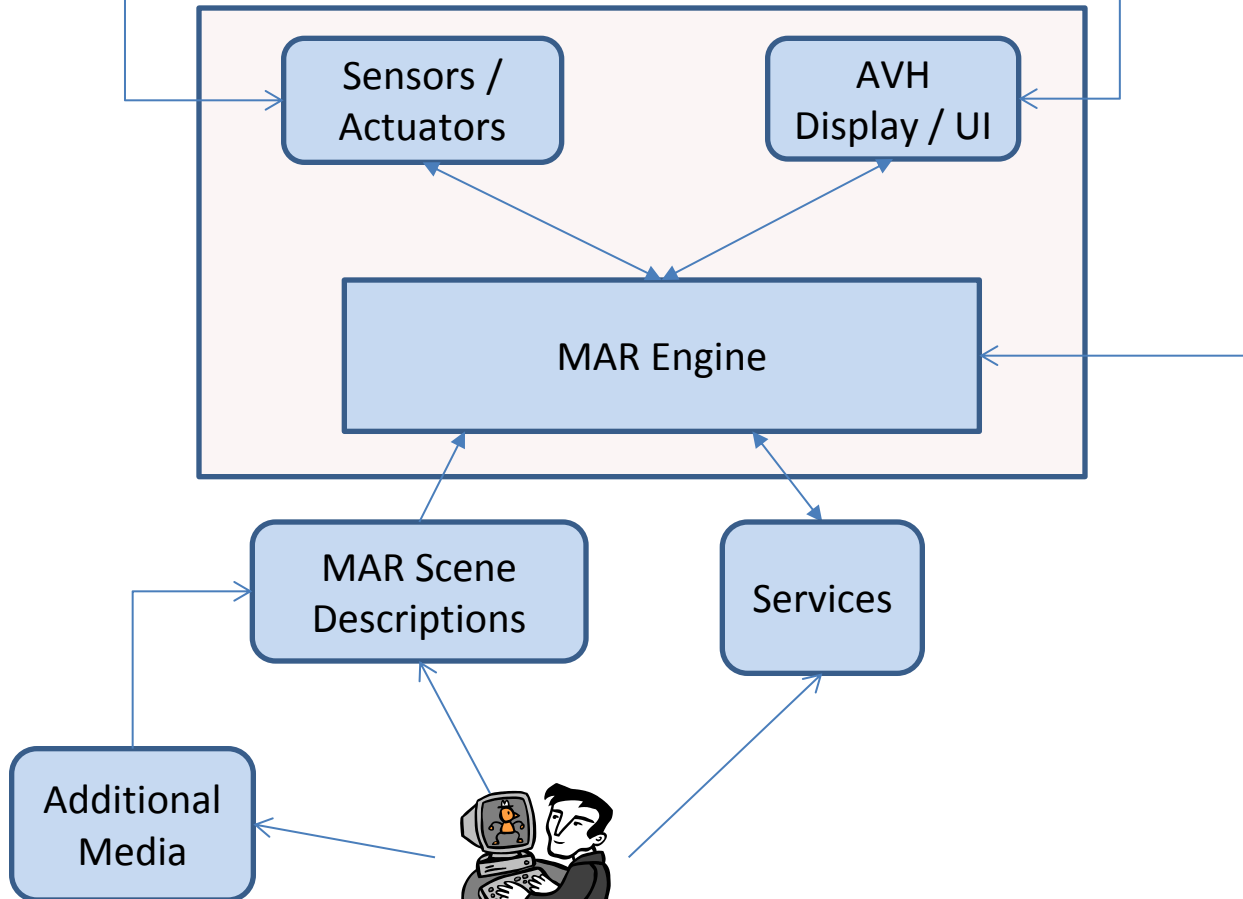 Sensors /
Actuators
AVH
Display / UI
MAR Engine
MAR Scene
Descriptions
Services
Additional
Media